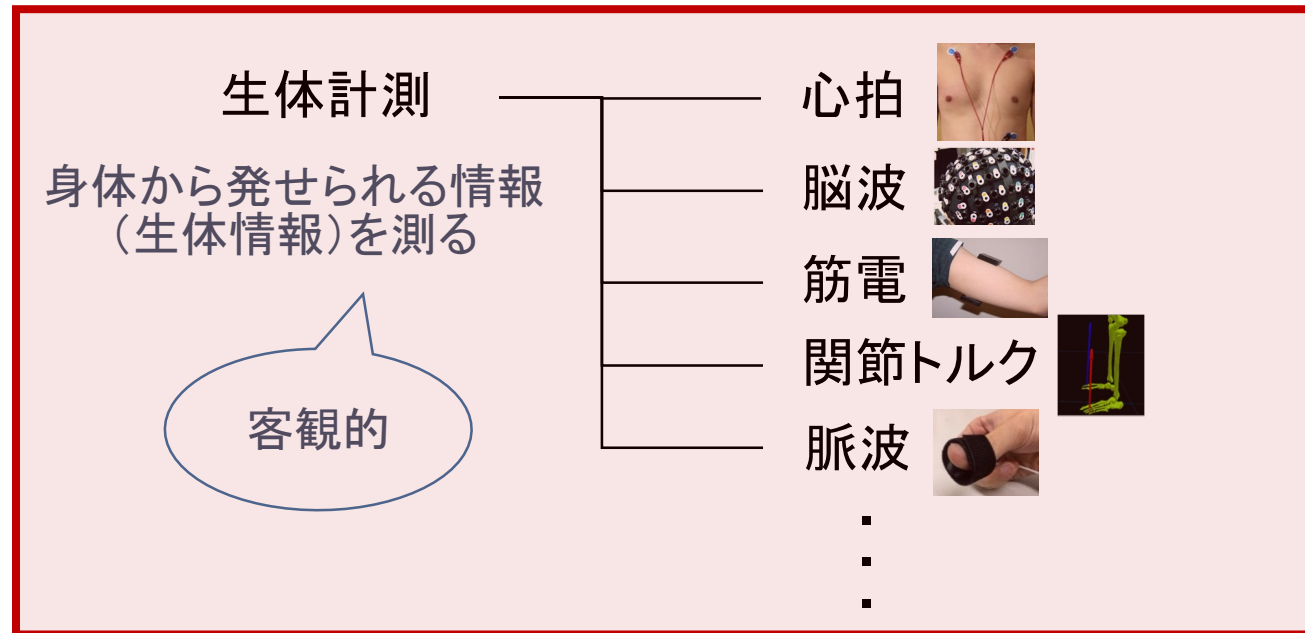 生体計測
身体から発せられる情報
（生体情報）を測る
客観的
心拍
脳波
筋電
関節トルク
脈波
・
・
・